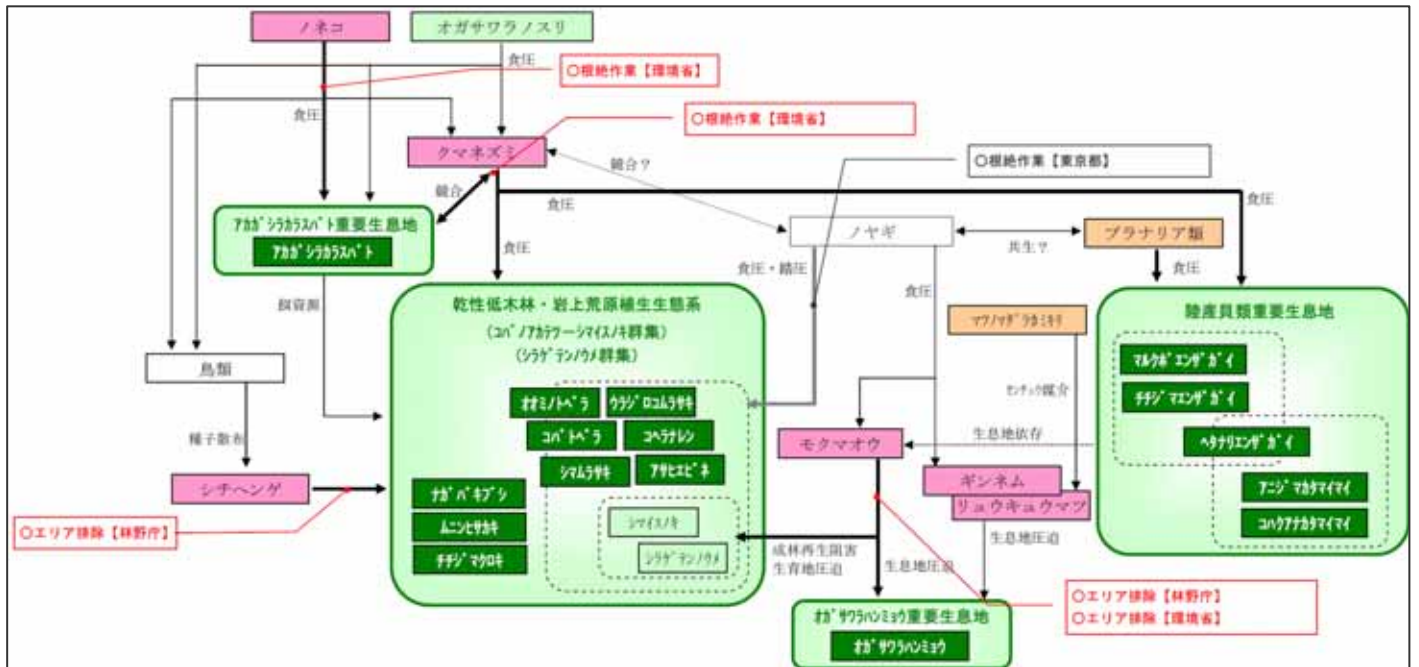 ノネコ
オガサワラノスリ
食圧
〇根絶作業【環境省】
食圧
〇根絶作業【環境省】
クマネズミ
競合？
〇根絶作業【東京都】
競合
食圧
食圧
アカガシラカラスバト重要生息地
アカガシラカラスバト
ノヤギ
共生？
プラナリア類
食圧
食圧・踏圧
食圧
食圧
餌資源
乾性低木林・岩上荒原植生生態系
(コバノアカテツ－シマイスノキ群集)
(シラゲテンノウメ群集)
マツノマダラカミキリ
陸産貝類重要生息地
鳥類
マルクボエンザガイ
オオミノトベラ
ウラジロコムラサキ
センチュウ媒介
チチジマエンザガイ
種子散布
コバトベラ
コヘラナレン
モクマオウ
生息地依存
ヘタナリエンザガイ
シマムラサキ
アサヒエビネ
シチヘンゲ
ナガバキブシ
ギンネム
アニジマカタマイマイ
リュウキュウマツ
〇エリア排除【林野庁】
ムニンヒサカキ
シマイスノキ
コハクアナカタマイマイ
チチジマクロキ
シラゲテンノウメ
成林再生阻害
生育地圧迫
生息地圧迫
生息地圧迫
〇エリア排除【林野庁】
〇エリア排除【環境省】
オガサワラハンミョウ重要生息地
オガサワラハンミョウ